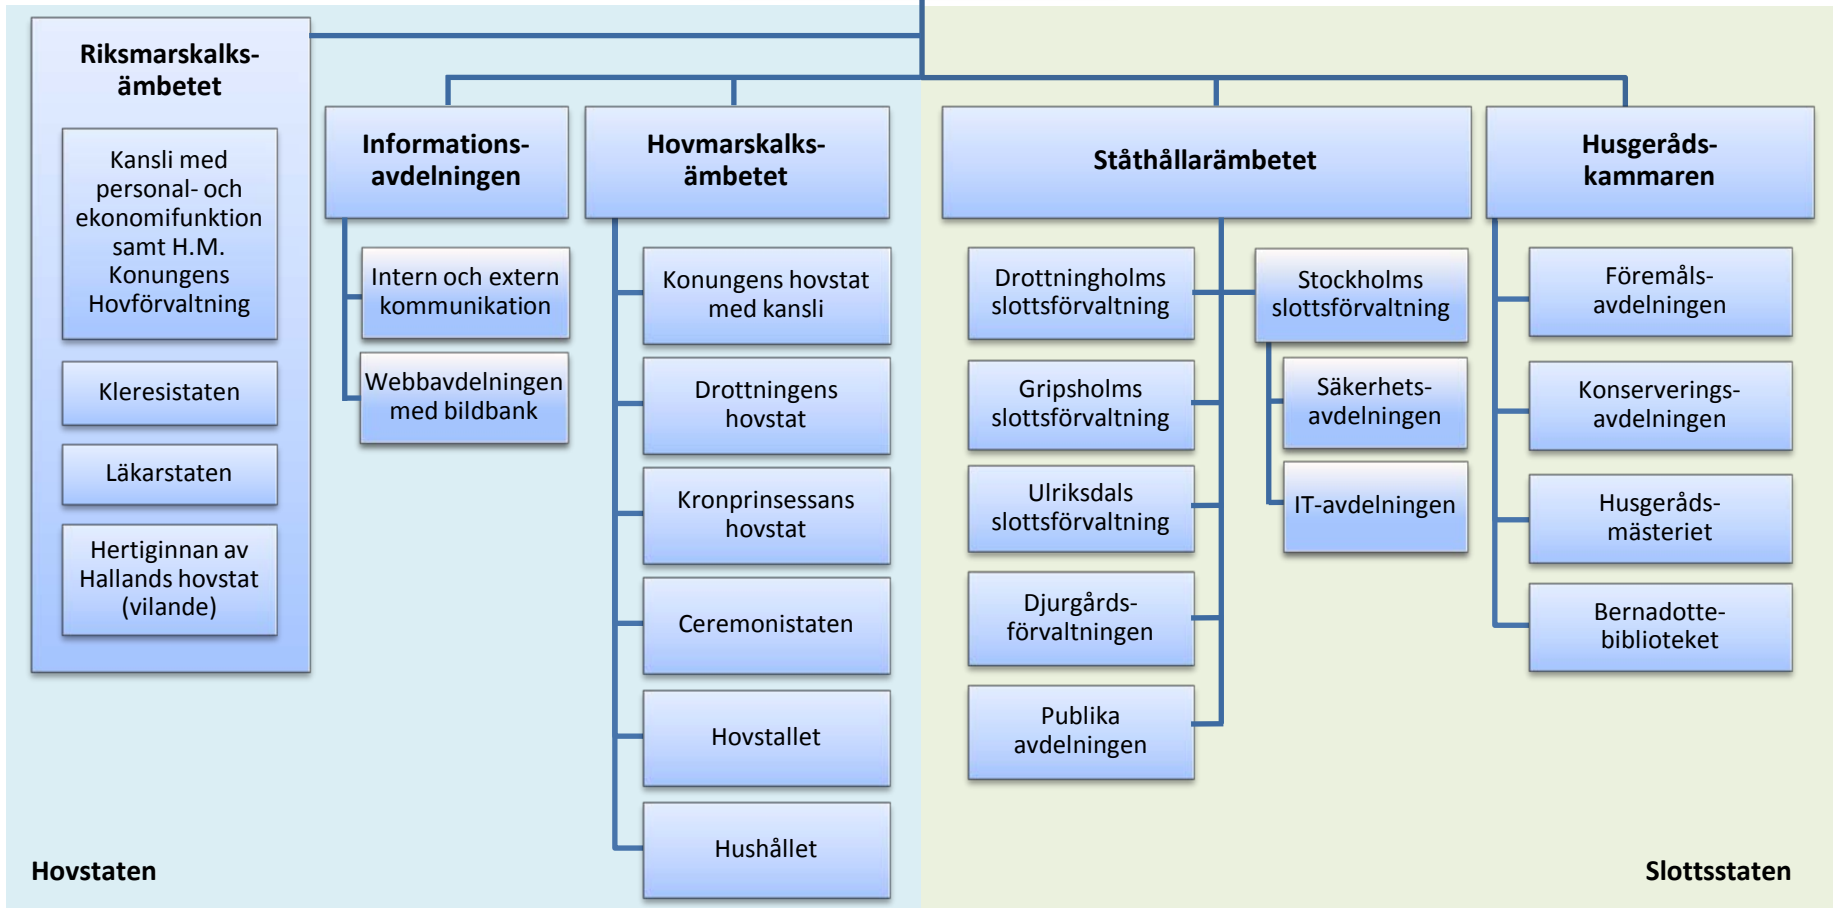 Riksmarskalks-
ämbetet
Kansli med
personal- och
ekonomifunktion
samt H.M.
Konungens
Hovförvaltning
Kleresistaten
Läkarstaten
Hertiginnan av
Hallands hovstat
(vilande)
Informations-
avdelningen
Intern och extern
kommunikation
Webbavdelningen
med bildbank
Hovmarskalks-
ämbetet
Konungens hovstat
med kansli
Drottningens
hovstat
Kronprinsessans
hovstat
Ceremonistaten
Hovstallet
Hushållet
Hovstaten
Ståthållarämbetet
Drottningholms
slottsförvaltning
Gripsholms
slottsförvaltning
Ulriksdals
slottsförvaltning
Djurgårds-
förvaltningen
Publika
avdelningen
Stockholms
slottsförvaltning
Säkerhets-
avdelningen
IT-avdelningen
Husgeråds-
kammaren
Föremåls-
avdelningen
Konserverings-
avdelningen
Husgeråds-
mästeriet
Bernadotte-
biblioteket
Slottsstaten